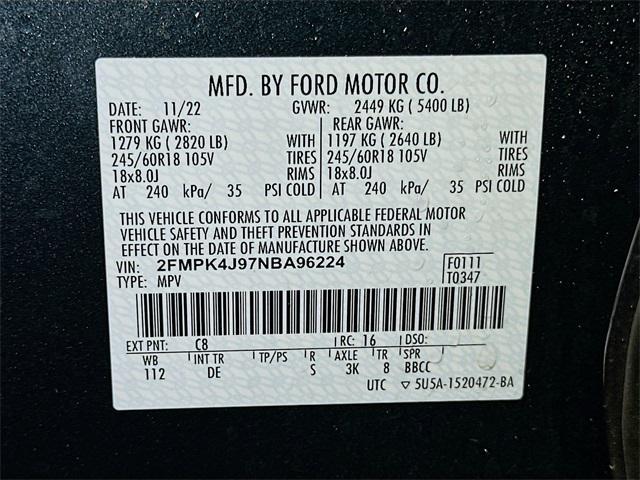 MFD. BY FORD MOTOR CO.
DATE: 11/22 GVWR: 2449 KG ( 5400 LB)
FRONT GAWR: REAR GAWR:
1279 KG ( 2820 LB) WITH 1197 KG ( 2640 LB) WITH
245/60R18 105V TIRES 245/60R18 105V TIRES
18x8.0J RIMS 18x8.0J RIMS
AT 240 kPa/ 35 PSI COLD AT 240 kPa/ 35 PSI COLD
THIS VEHICLE CONFORMS TO ALL APPLICABLE FEDERAL MOTOR
VEHICLE SAFETY AND THEFT PREVENTION STANDARDS IN
EFFECT ON THE DATE OF MANUFACTURE SHOWN ABOVE.
VIN: 2FMPK4J97NBA96224 F0111
TYPE: MPV T0347
EXT PNT: C8 RC: 16 DSO:
WB INT TR TP/PS R AXLE TR SPR
112 DE S 3K 8 BBCC
UTC ▽ 5U5A-1520472-BA